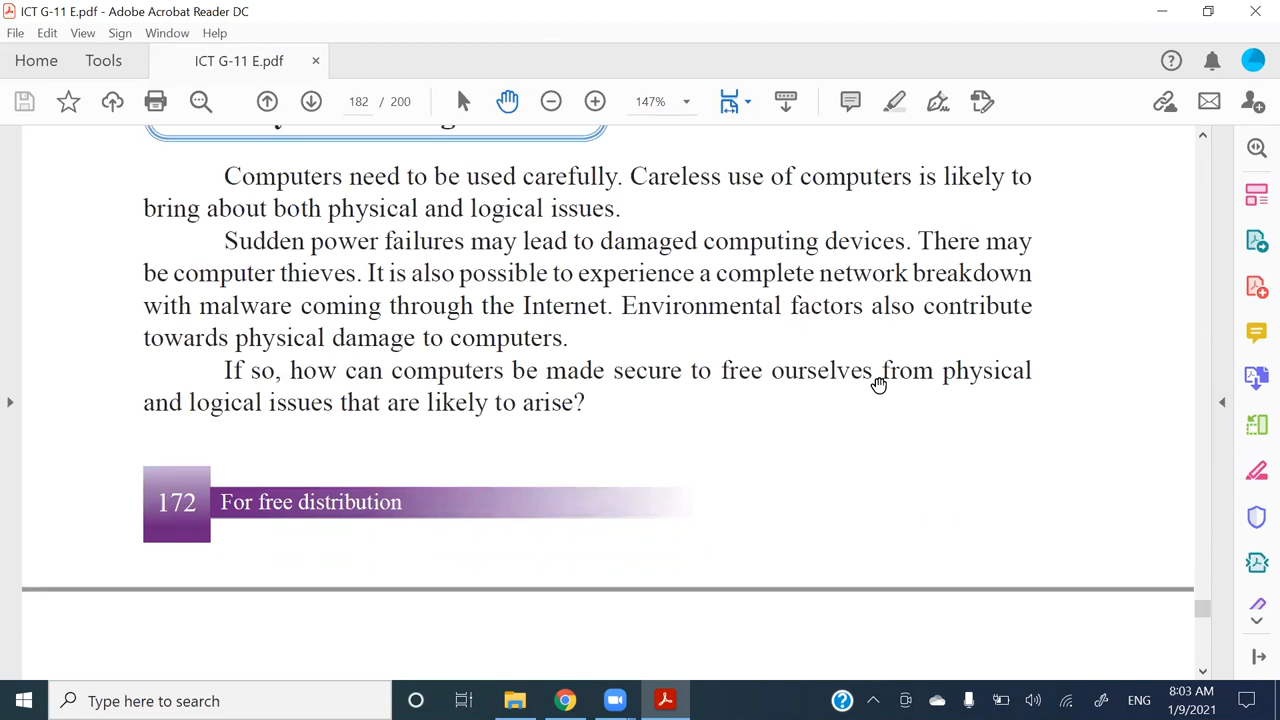 ICT G-11 E.pdf - Adobe Acrobat Reader DC
File Edit View Sign Window Help
Home Tools ICT G-11 E.pdf ×
182 / 200 147%
Computers need to be used carefully. Careless use of computers is likely to
bring about both physical and logical issues.
Sudden power failures may lead to damaged computing devices. There may
be computer thieves. It is also possible to experience a complete network breakdown
with malware coming through the Internet. Environmental factors also contribute
towards physical damage to computers.
If so, how can computers be made secure to free ourselves from physical
and logical issues that are likely to arise?
172 For free distribution
Type here to search
ENG
8:03 AM
1/9/2021